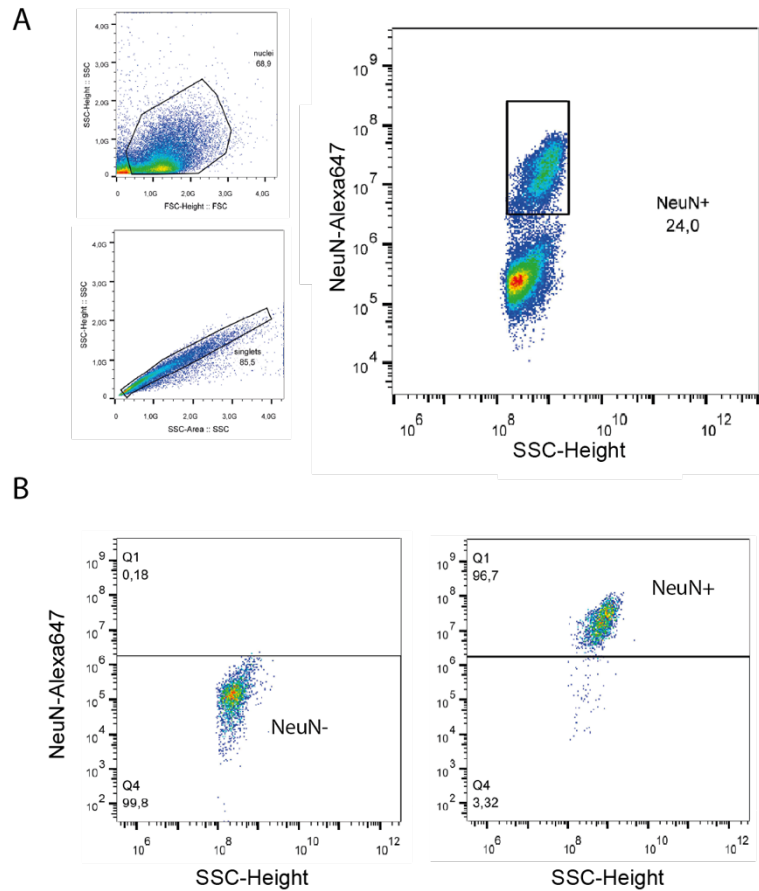 A
SSC-Height :: SSC
4,0G
3,0G
2,0G
1,0G
0
nuclei
68,9
0
1,0G
2,0G
3,0G
4,0G
FSC-Height :: FSC
SSC-Height :: SSC
4,0G
3,0G
2,0G
1,0G
0
singlets
85,5
0
1,0G
2,0G
3,0G
4,0G
SSC-Area :: SSC
NeuN-Alexa647
10^9
10^8
10^7
10^6
10^5
10^4
NeuN+
24,0
10^6
10^8
10^10
10^12
SSC-Height
B
NeuN-Alexa647
10^9
10^8
10^7
10^6
10^5
10^4
10^3
10^2
Q1
0,18
NeuN-
Q4
99,8
10^6
10^8
10^10
10^12
SSC-Height
10^9
10^8
10^7
10^6
10^5
10^4
10^3
10^2
Q1
96,7
NeuN+
Q4
3,32
10^6
10^8
10^10
10^12
SSC-Height